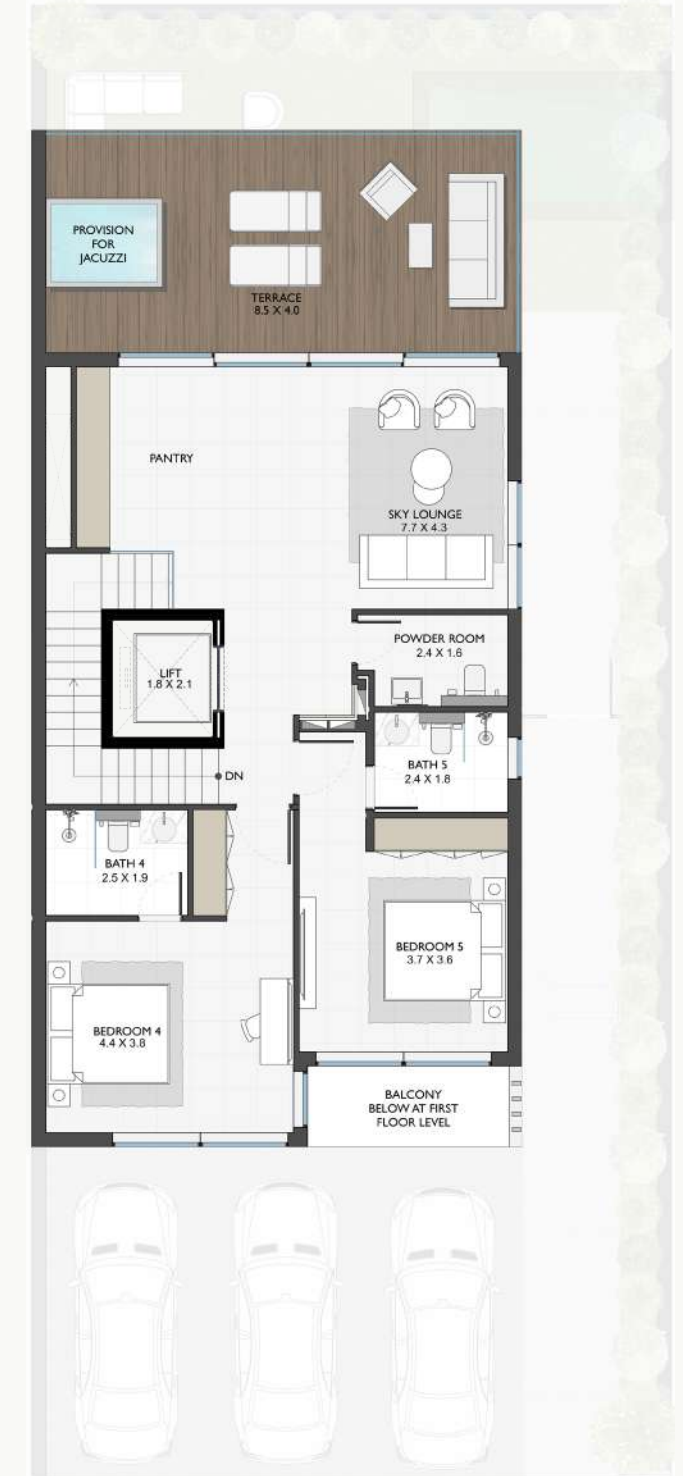 PROVISION
FOR
JACUZZI
TERRACE
8.5 X 4.0
PANTRY
SKY LOUNGE
7.7 X 4.3
POWDER ROOM
2.4 X 1.6
LIFT
1.8 X 2.1
BATH 5
2.4 X 1.8
DN
BATH 4
2.5 X 1.9
BEDROOM 5
3.7 X 3.6
BEDROOM 4
4.4 X 3.8
BALCONY
BELOW AT FIRST
FLOOR LEVEL